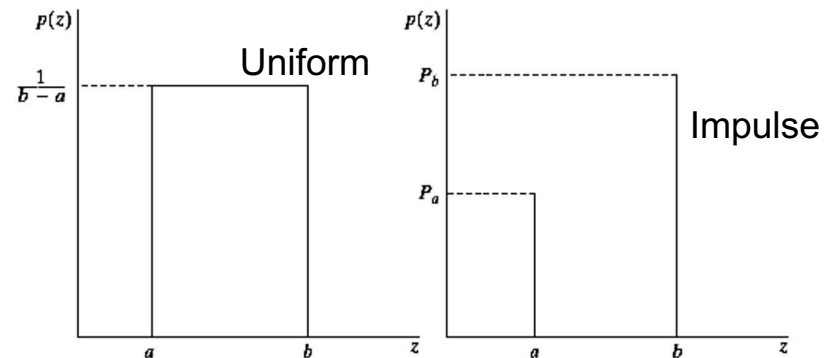 p(z)
Uniform
1
b − a
a
b
z
p(z)
P_b
Impulse
P_a
a
b
z